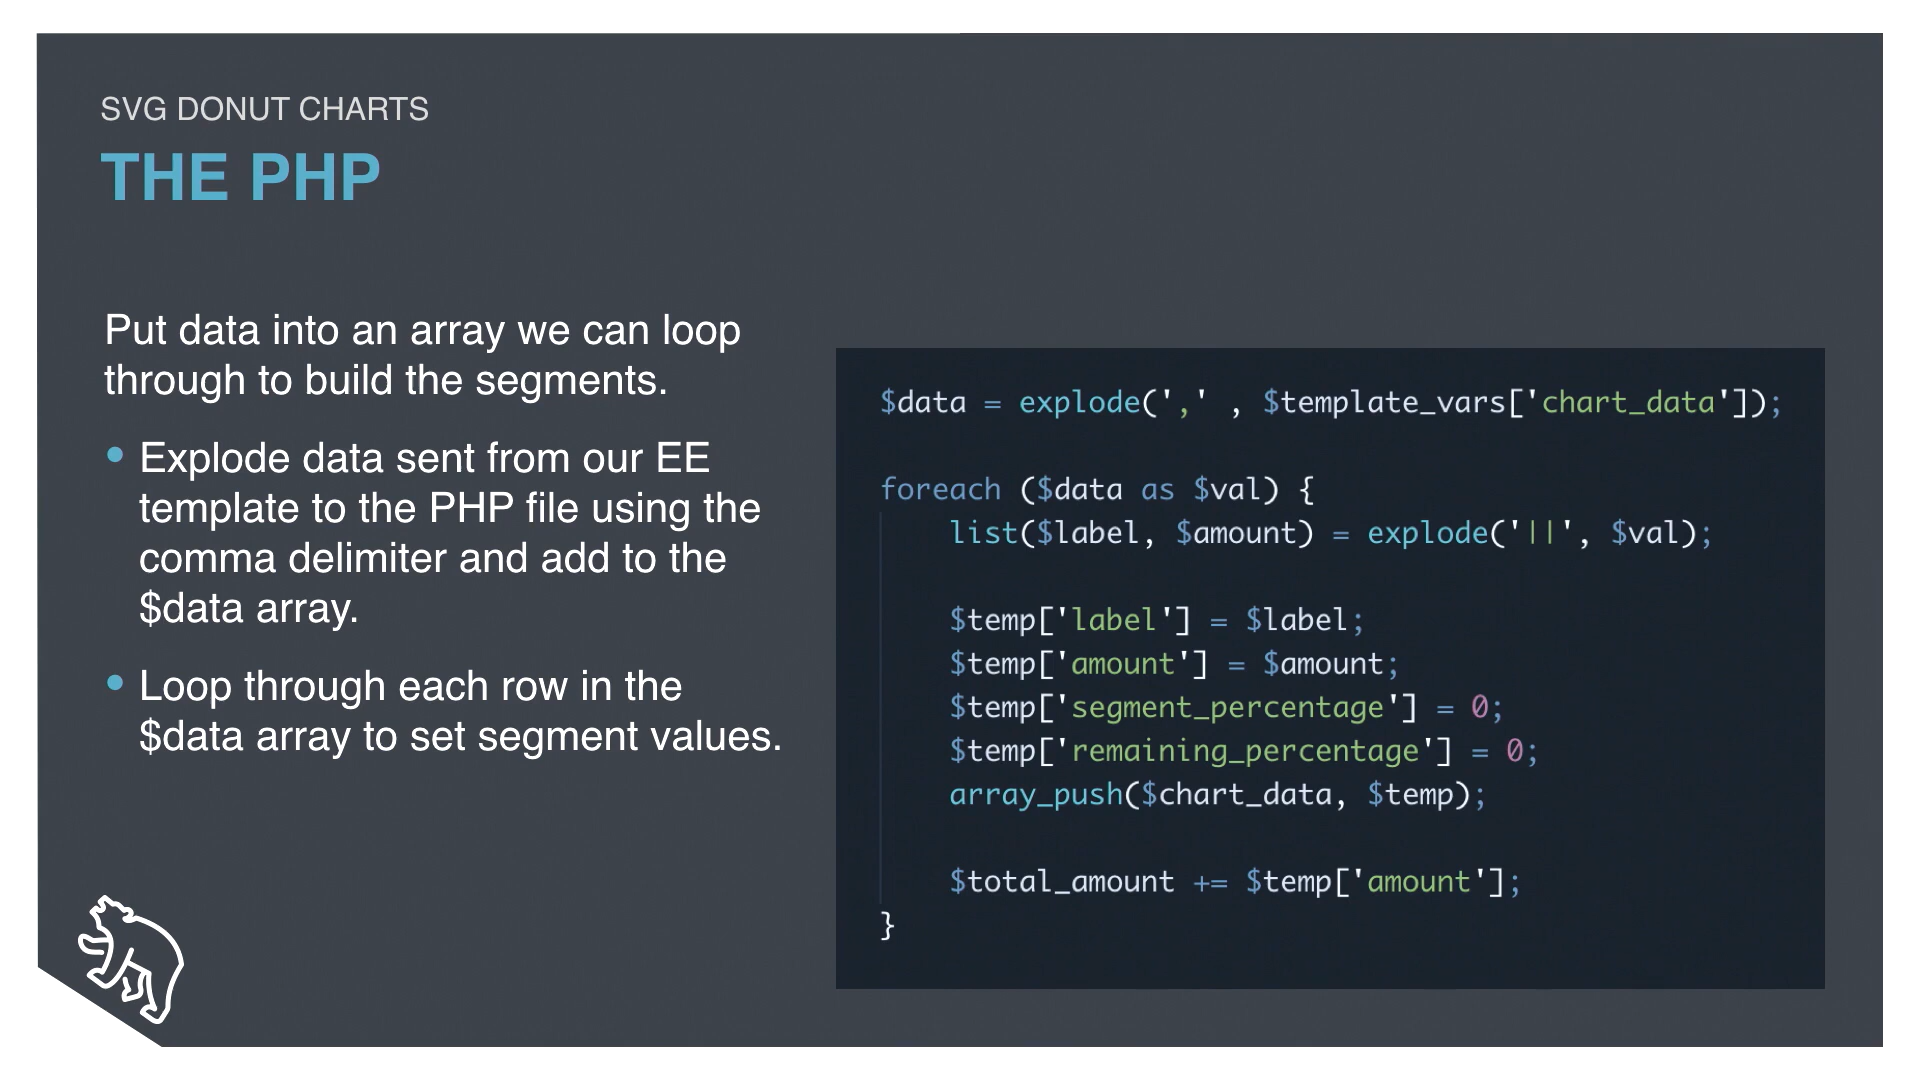 SVG DONUT CHARTS
THE PHP
Put data into an array we can loop
through to build the segments.
• Explode data sent from our EE
template to the PHP file using the
comma delimiter and add to the
$data array.
• Loop through each row in the
$data array to set segment values.
$data = explode(',' , $template_vars['chart_data']);
foreach ($data as $val) {
list($label, $amount) = explode('||', $val);
$temp['label'] = $label;
$temp['amount'] = $amount;
$temp['segment_percentage'] = 0;
$temp['remaining_percentage'] = 0;
array_push($chart_data, $temp);
$total_amount += $temp['amount'];
}